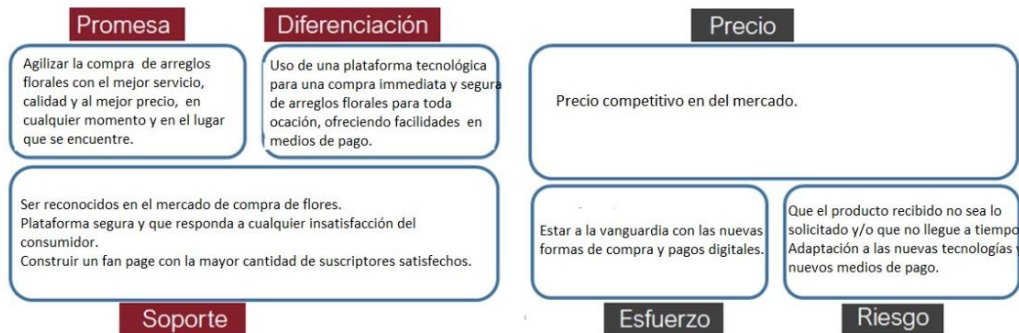 Promesa
Diferenciación
Precio
Agilizar la compra de arreglos
florales con el mejor servicio,
calidad y al mejor precio, en
cualquier momento y en el lugar
que se encuentre.
Uso de una plataforma tecnológica
para una compra immediata y segura
de arreglos florales para toda
ocación, ofreciendo facilidades en
medios de pago.
Precio competitivo en del mercado.
Ser reconocidos en el mercado de compra de flores.
Plataforma segura y que responda a cualquier insatisfacción del
consumidor.
Construir un fan page con la mayor cantidad de suscriptores satisfechos.
Estar a la vanguardia con las nuevas
formas de compra y pagos digitales.
Que el producto recibido no sea lo
solicitado y/o que no llegue a tiempo
Adaptación a las nuevas tecnologías y
nuevos medios de pago.
Soporte
Esfuerzo
Riesgo